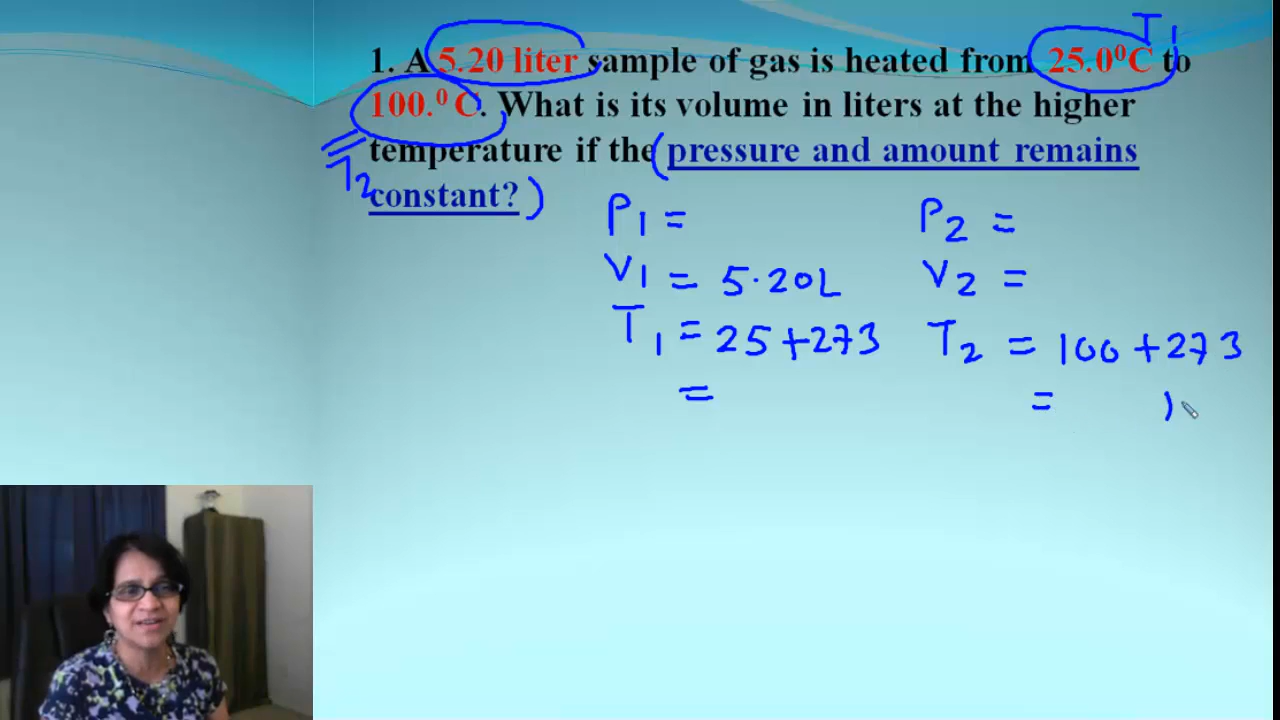 T1
1. A 5.20 liter sample of gas is heated from 25.0⁰C to
100.⁰ C. What is its volume in liters at the higher
temperature if the (pressure and amount remains
T2
constant?)
P1 = P2 =
V1 = 5.20L V2 =
T1 = 25+273 T2 = 100+273
= =